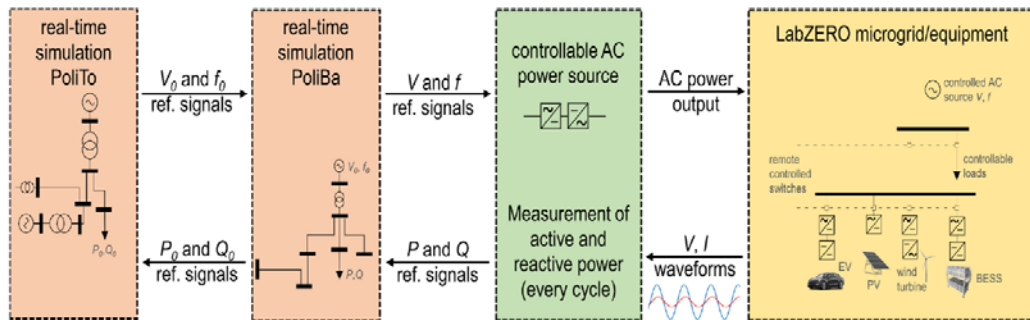 real-time
simulation
PoliTo
P₀,Q₀
V₀ and f₀
ref. signals
P₀ and Q₀
ref. signals
real-time
simulation
PoliBa
V₀, f₀
P,Q
V and f
ref. signals
P and Q
ref. signals
controllable AC
power source
Measurement of
active and
reactive power
(every cycle)
AC power
output
V, I
waveforms
LabZERO microgrid/equipment
controlled AC
source V, f
remote
controlled
switches
controllable
loads
EV
PV
wind
turbine
BESS